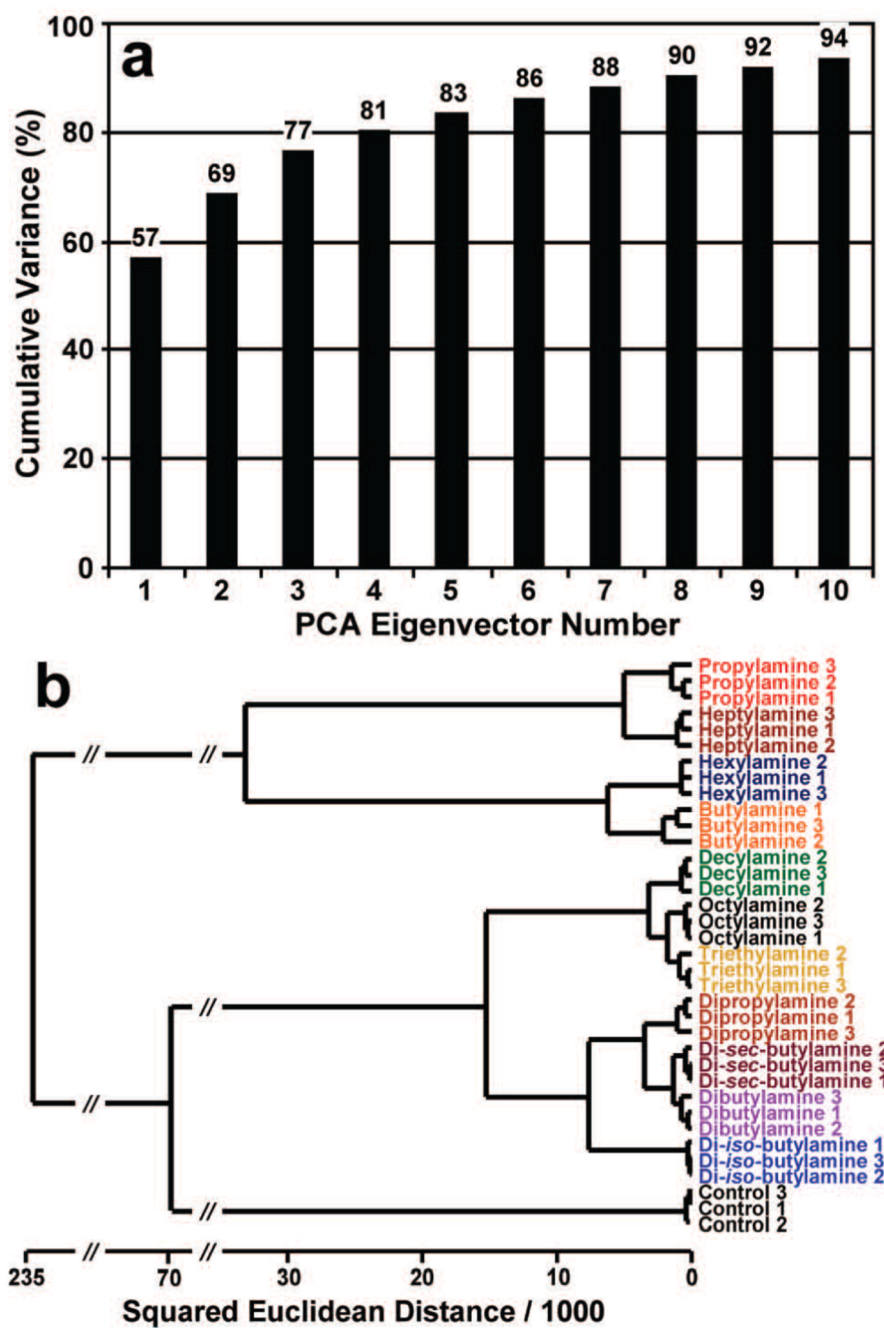 a
100
80
60
40
20
0
57
69
77
81
83
86
88
90
92
94
Cumulative Variance (%)
1 2 3 4 5 6 7 8 9 10
PCA Eigenvector Number
b
Propylamine 3
Propylamine 2
Propylamine 1
Heptylamine 3
Heptylamine 1
Heptylamine 2
Hexylamine 2
Hexylamine 1
Hexylamine 3
Butylamine 1
Butylamine 3
Butylamine 2
Decylamine 2
Decylamine 3
Decylamine 1
Octylamine 2
Octylamine 3
Octylamine 1
Triethylamine 2
Triethylamine 1
Triethylamine 3
Dipropylamine 2
Dipropylamine 1
Dipropylamine 3
Di-sec-butylamine 2
Di-sec-butylamine 3
Di-sec-butylamine 1
Dibutylamine 3
Dibutylamine 1
Dibutylamine 2
Di-iso-butylamine 1
Di-iso-butylamine 3
Di-iso-butylamine 2
Control 3
Control 1
Control 2
235 70 30 20 10 0
Squared Euclidean Distance / 1000